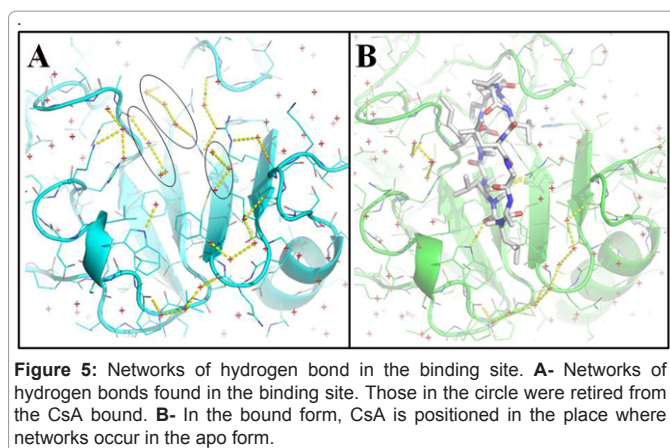 .
A
B
Figure 5: Networks of hydrogen bond in the binding site. A- Networks of
hydrogen bonds found in the binding site. Those in the circle were retired from
the CsA bound. B- In the bound form, CsA is positioned in the place where
networks occur in the apo form.